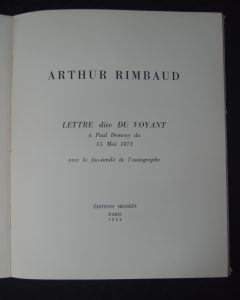 ARTHUR RIMBAUD
LETTRE dite DU VOYANT
à Paul Demeny du
15 Mai 1871
avec le fac-similé de l'autographe
ÉDITIONS MESSEIN
PARIS
1954